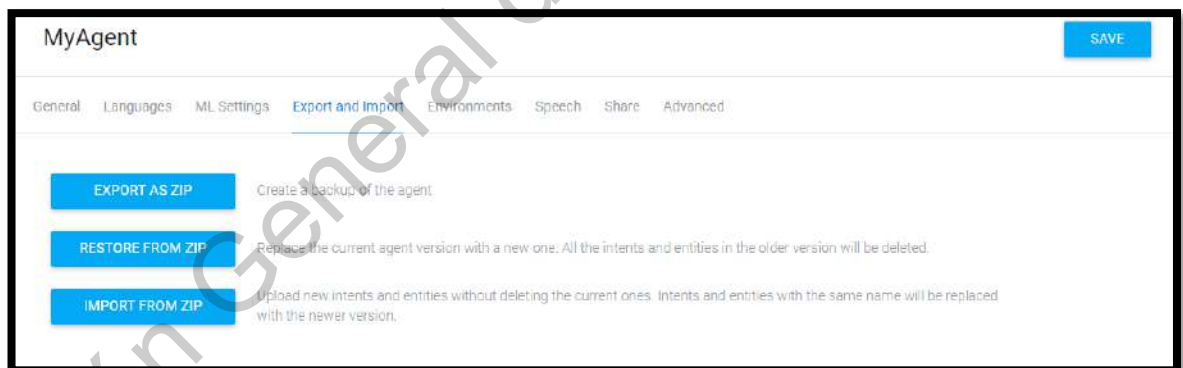 MyAgent
SAVE
General Languages ML Settings Export and Import Environments Speech Share Advanced
EXPORT AS ZIP Create a backup of the agent
RESTORE FROM ZIP Replace the current agent version with a new one. All the intents and entities in the older version will be deleted.
IMPORT FROM ZIP Upload new intents and entities without deleting the current ones. Intents and entities with the same name will be replaced
with the newer version.
in General